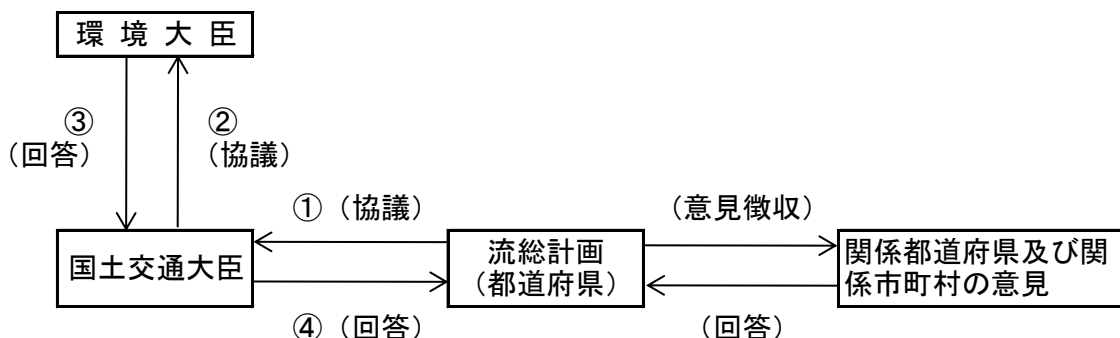 環境大臣
③
(回答)
②
(協議)
①(協議)
(意見徴収)
国土交通大臣
流総計画
(都道府県)
関係都道府県及び関
係市町村の意見
④(回答)
(回答)